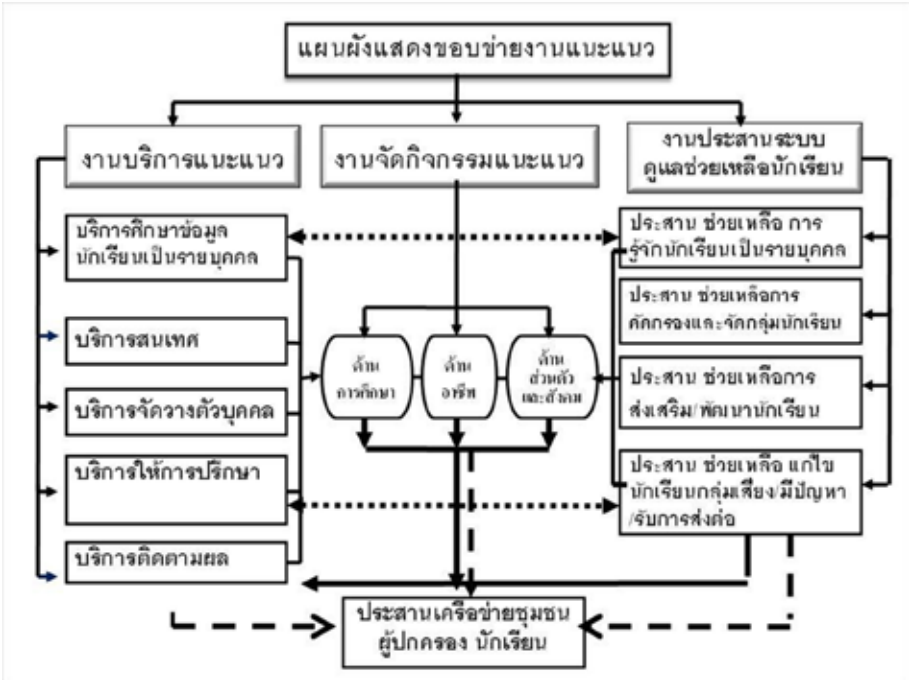 แผนผังแสดงขอบข่ายงานแนะแนว
งานบริการแนะแนว
งานจัดกิจกรรมแนะแนว
งานประสานระบบ
ดูแลช่วยเหลือนักเรียน
บริการศึกษาข้อมูล
นักเรียนเป็นรายบุคคล
บริการสนเทศ
บริการจัดวางตัวบุคคล
บริการให้การปรึกษา
บริการติดตามผล
ด้าน
การศึกษา
ด้าน
อาชีพ
ด้าน
ส่วนตัว
และสังคม
ประสาน ช่วยเหลือ การ
รู้จักนักเรียนเป็นรายบุคคล
ประสาน ช่วยเหลือการ
คัดกรองและจัดกลุ่มนักเรียน
ประสาน ช่วยเหลือการ
ส่งเสริม/พัฒนานักเรียน
ประสาน ช่วยเหลือ แก้ไข
นักเรียนกลุ่มเสี่ยง/มีปัญหา
/รับการส่งต่อ
ประสานเครือข่ายชุมชน
ผู้ปกครอง นักเรียน